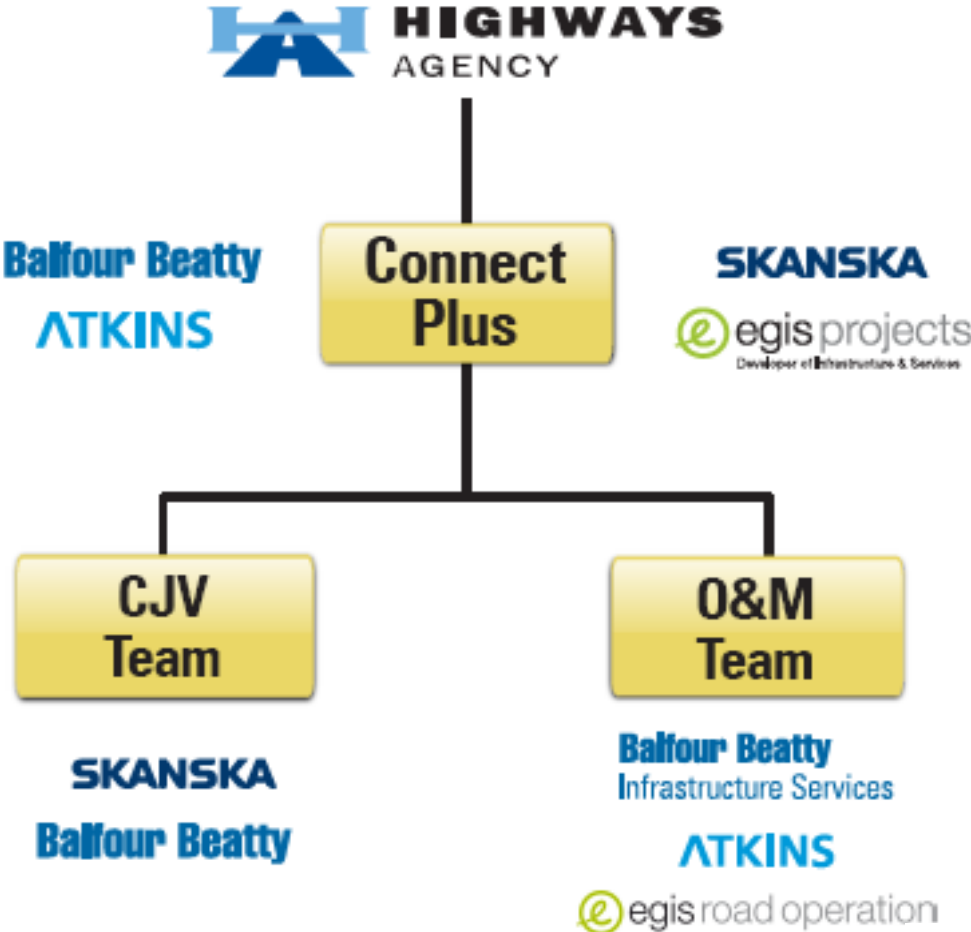 HIGHWAYS
AGENCY
Balfour Beatty
ATKINS
Connect
Plus
SKANSKA
egis projects
Developer of Infrastructure & Services
CJV
Team
O&M
Team
SKANSKA
Balfour Beatty
Balfour Beatty
Infrastructure Services
ATKINS
egis road operation